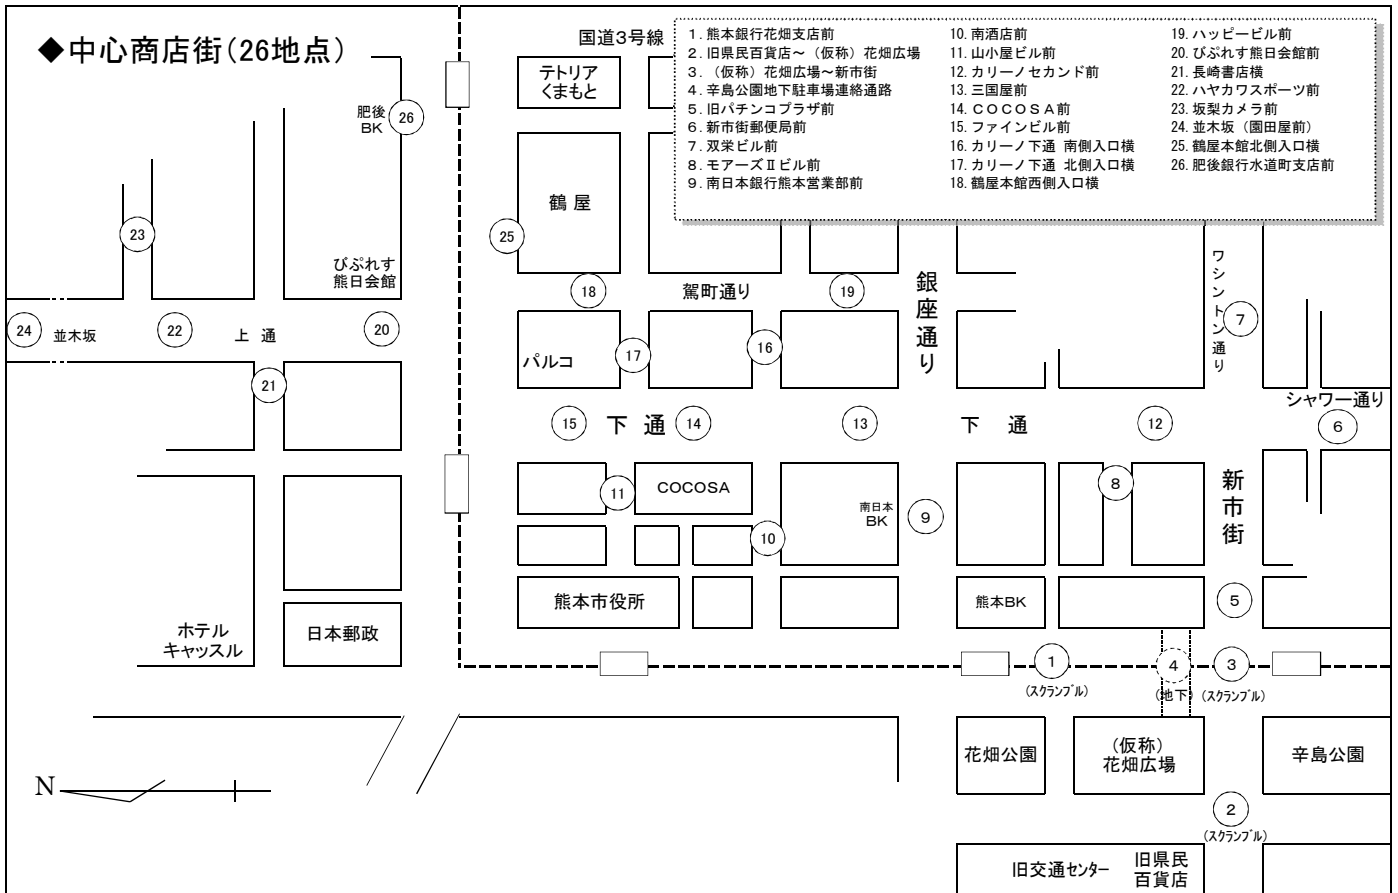 ◆中心商店街(26地点)
国道3号線
1.熊本銀行花畑支店前
2.旧県民百貨店～（仮称）花畑広場
3.（仮称）花畑広場～新市街
4.辛島公園地下駐車場連絡通路
5.旧パチンコプラザ前
6.新市街郵便局前
7.双栄ビル前
8.モアーズⅡビル前
9.南日本銀行熊本営業部前
10.南酒店前
11.山小屋ビル前
12.カリーノセカンド前
13.三国屋前
14.ＣＯＣＯＳＡ前
15.ファインビル前
16.カリーノ下通 南側入口横
17.カリーノ下通 北側入口横
18.鶴屋本館西側入口横
19.ハッピービル前
20.びぷれす熊日会館前
21.長崎書店横
22.ハヤカワスポーツ前
23.坂梨カメラ前
24.並木坂（園田屋前）
25.鶴屋本館北側入口横
26.肥後銀行水道町支店前
テトリア
くまもと
肥後
BK
26
鶴 屋
23
25
びぷれす
熊日会館
18
駕町通り
19
銀座通り
ワシントン通り
7
24
並木坂
22
上 通
20
パルコ
17
16
21
シャワー通り
15
下 通
14
13
下 通
12
6
11
COCOSA
8
新市街
南日本
BK
9
10
熊本市役所
熊本BK
5
ホテル
キャッスル
日本郵政
1
4
3
(スクランブル)
(地下)
(スクランブル)
花畑公園
(仮称)
花畑広場
辛島公園
N
2
(スクランブル)
旧交通センター
旧県民
百貨店